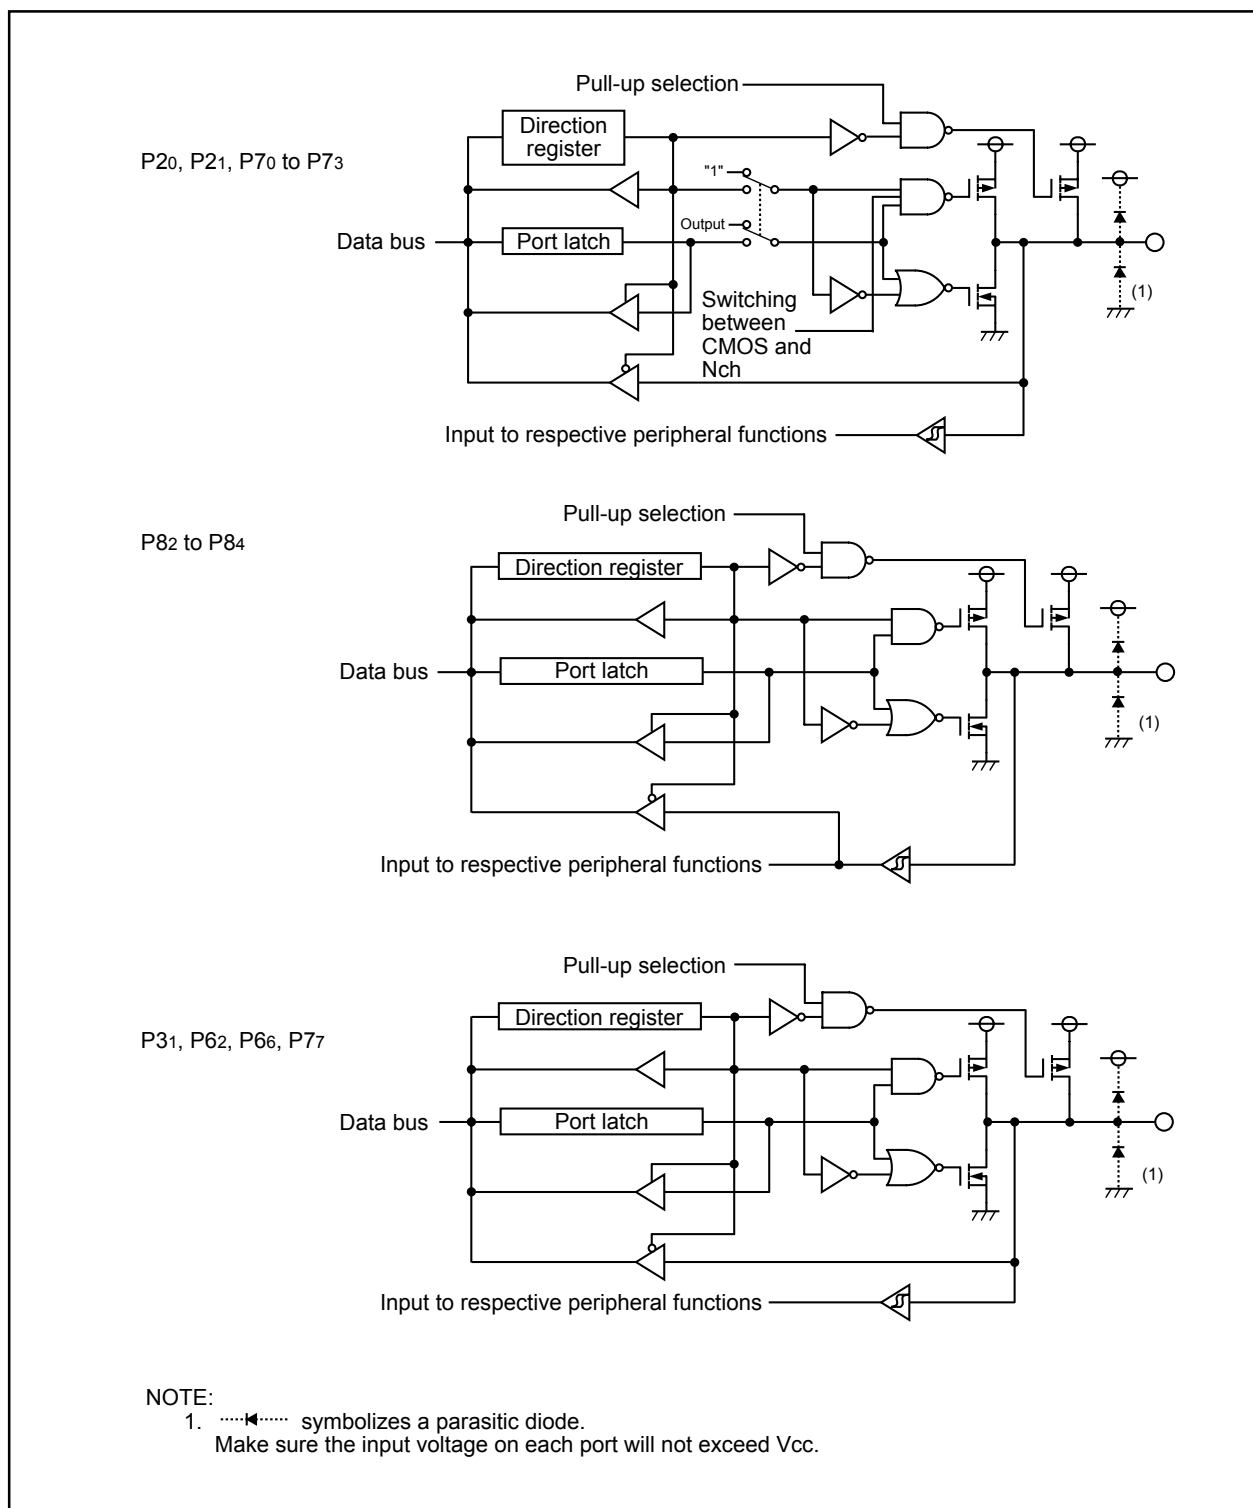 Pull-up selection
Direction
register
P20, P21, P70 to P73
"1"
Output
Data bus
Port latch
(1)
Switching
between
CMOS and
Nch
Input to respective peripheral functions
Pull-up selection
P82 to P84
Direction register
Data bus
Port latch
(1)
Input to respective peripheral functions
Pull-up selection
Direction register
P31, P62, P66, P77
Data bus
Port latch
(1)
Input to respective peripheral functions
NOTE:
1. symbolizes a parasitic diode.
Make sure the input voltage on each port will not exceed Vcc.